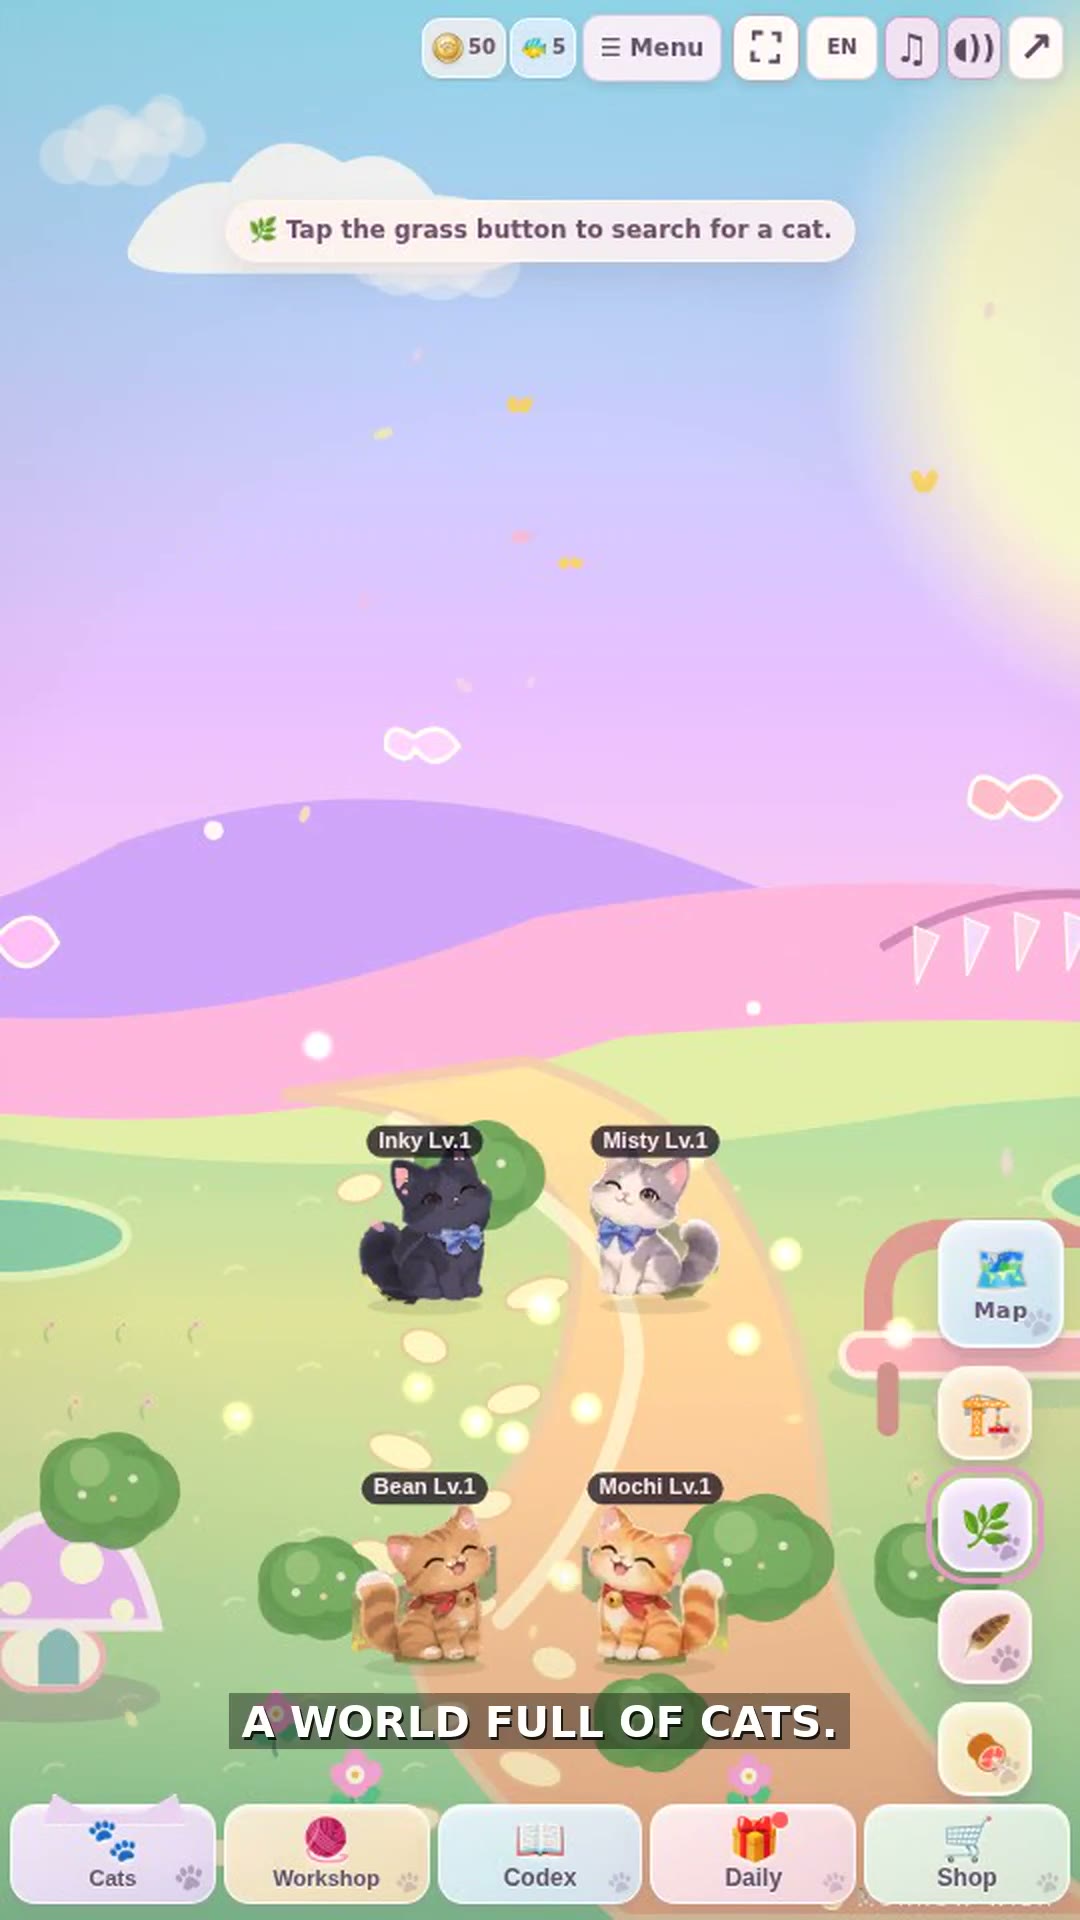 50
5
☰ Menu
EN
Tap the grass button to search for a cat.
Inky Lv.1
Misty Lv.1
Map
Bean Lv.1
Mochi Lv.1
A WORLD FULL OF CATS.
Cats
Workshop
Codex
Daily
Shop